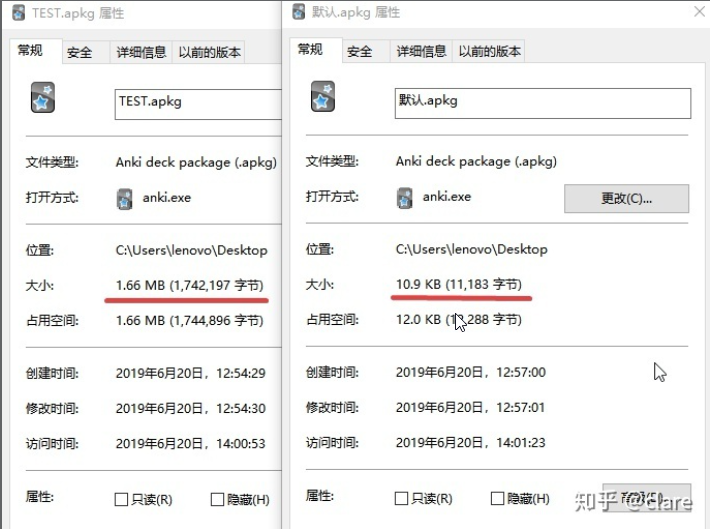 TEST.apkg 属性
常规
安全
详细信息
以前的版本
TEST.apkg
文件类型:
Anki deck package (.apkg)
打开方式:
anki.exe
位置:
C:\Users\lenovo\Desktop
大小:
1.66 MB (1,742,197 字节)
占用空间:
1.66 MB (1,744,896 字节)
创建时间:
2019年6月20日，12:54:29
修改时间:
2019年6月20日，12:54:30
访问时间:
2019年6月20日，14:00:53
属性:
只读(R)
隐藏(H)
默认.apkg 属性
常规
安全
详细信息
以前的版本
默认.apkg
文件类型:
Anki deck package (.apkg)
打开方式:
anki.exe
更改(C)...
位置:
C:\Users\lenovo\Desktop
大小:
10.9 KB (11,183 字节)
占用空间:
12.0 KB (12,288 字节)
创建时间:
2019年6月20日，12:57:00
修改时间:
2019年6月20日，12:57:01
访问时间:
2019年6月20日，14:01:23
属性:
只读(R)
隐藏(H)
知乎 @clare